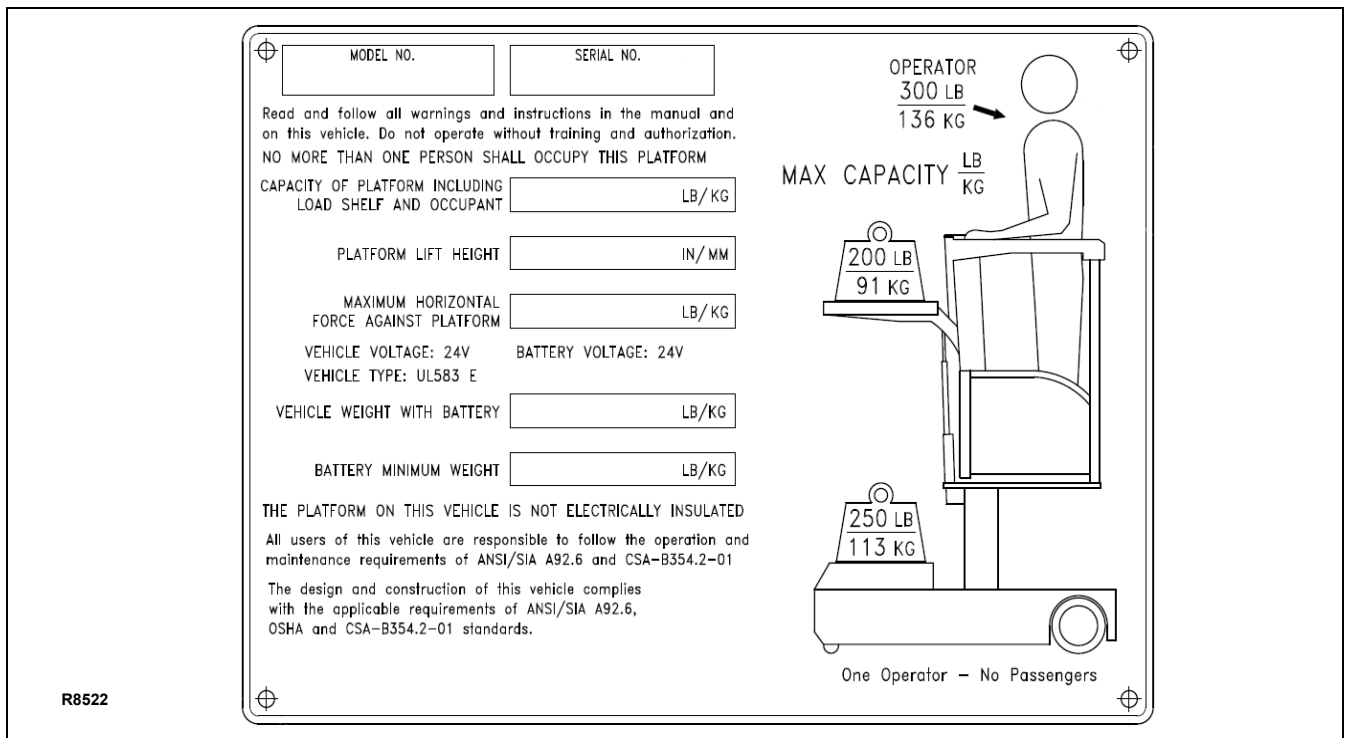 MODEL NO.
SERIAL NO.
Read and follow all warnings and instructions in the manual and
on this vehicle. Do not operate without training and authorization.
NO MORE THAN ONE PERSON SHALL OCCUPY THIS PLATFORM
CAPACITY OF PLATFORM INCLUDING
LOAD SHELF AND OCCUPANT
LB/KG
PLATFORM LIFT HEIGHT
IN/MM
MAXIMUM HORIZONTAL
FORCE AGAINST PLATFORM
LB/KG
VEHICLE VOLTAGE: 24V BATTERY VOLTAGE: 24V
VEHICLE TYPE: UL583 E
VEHICLE WEIGHT WITH BATTERY
LB/KG
BATTERY MINIMUM WEIGHT
LB/KG
THE PLATFORM ON THIS VEHICLE IS NOT ELECTRICALLY INSULATED
All users of this vehicle are responsible to follow the operation and
maintenance requirements of ANSI/SIA A92.6 and CSA-B354.2-01
The design and construction of this vehicle complies
with the applicable requirements of ANSI/SIA A92.6,
OSHA and CSA-B354.2-01 standards.
OPERATOR
300 LB
136 KG
MAX CAPACITY LB
KG
200 LB
91 KG
250 LB
113 KG
One Operator - No Passengers
R8522